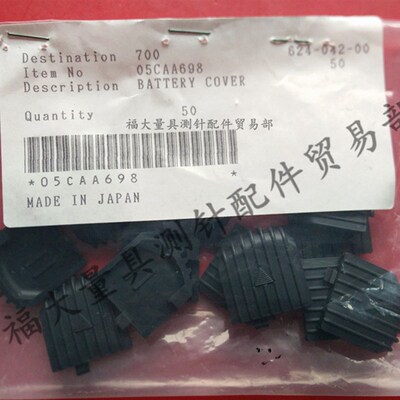 Destination 700 624-042-00
Item No 05CAA698 50
Description BATTERY COVER
Quantity 50
福大量具测针配件贸易部
*05CAA698*
MADE IN JAPAN
福大量具测针配件贸易部